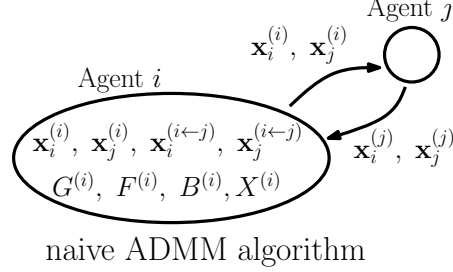 Agent j
x_i^{(i)}, x_j^{(i)}
Agent i
x_i^{(i)}, x_j^{(i)}, x_i^{(i←j)}, x_j^{(i←j)}
x_i^{(j)}, x_j^{(j)}
G^{(i)}, F^{(i)}, B^{(i)}, X^{(i)}
naive ADMM algorithm